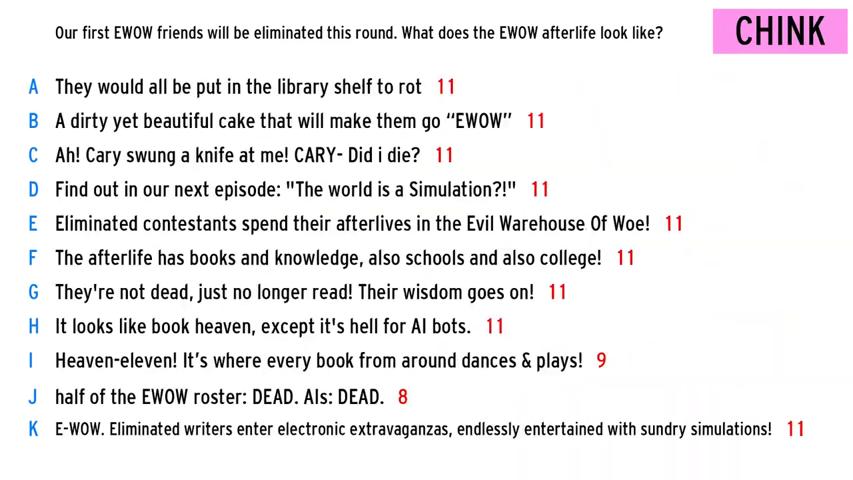 Our first EWOW friends will be eliminated this round. What does the EWOW afterlife look like?
CHINK
A They would all be put in the library shelf to rot 11
B A dirty yet beautiful cake that will make them go “EWOW” 11
C Ah! Cary swung a knife at me! CARY- Did i die? 11
D Find out in our next episode: "The world is a Simulation?!" 11
E Eliminated contestants spend their afterlives in the Evil Warehouse Of Woe! 11
F The afterlife has books and knowledge, also schools and also college! 11
G They're not dead, just no longer read! Their wisdom goes on! 11
H It looks like book heaven, except it's hell for AI bots. 11
I Heaven-eleven! It’s where every book from around dances & plays! 9
J half of the EWOW roster: DEAD. AIs: DEAD. 8
K E-WOW. Eliminated writers enter electronic extravaganzas, endlessly entertained with sundry simulations! 11